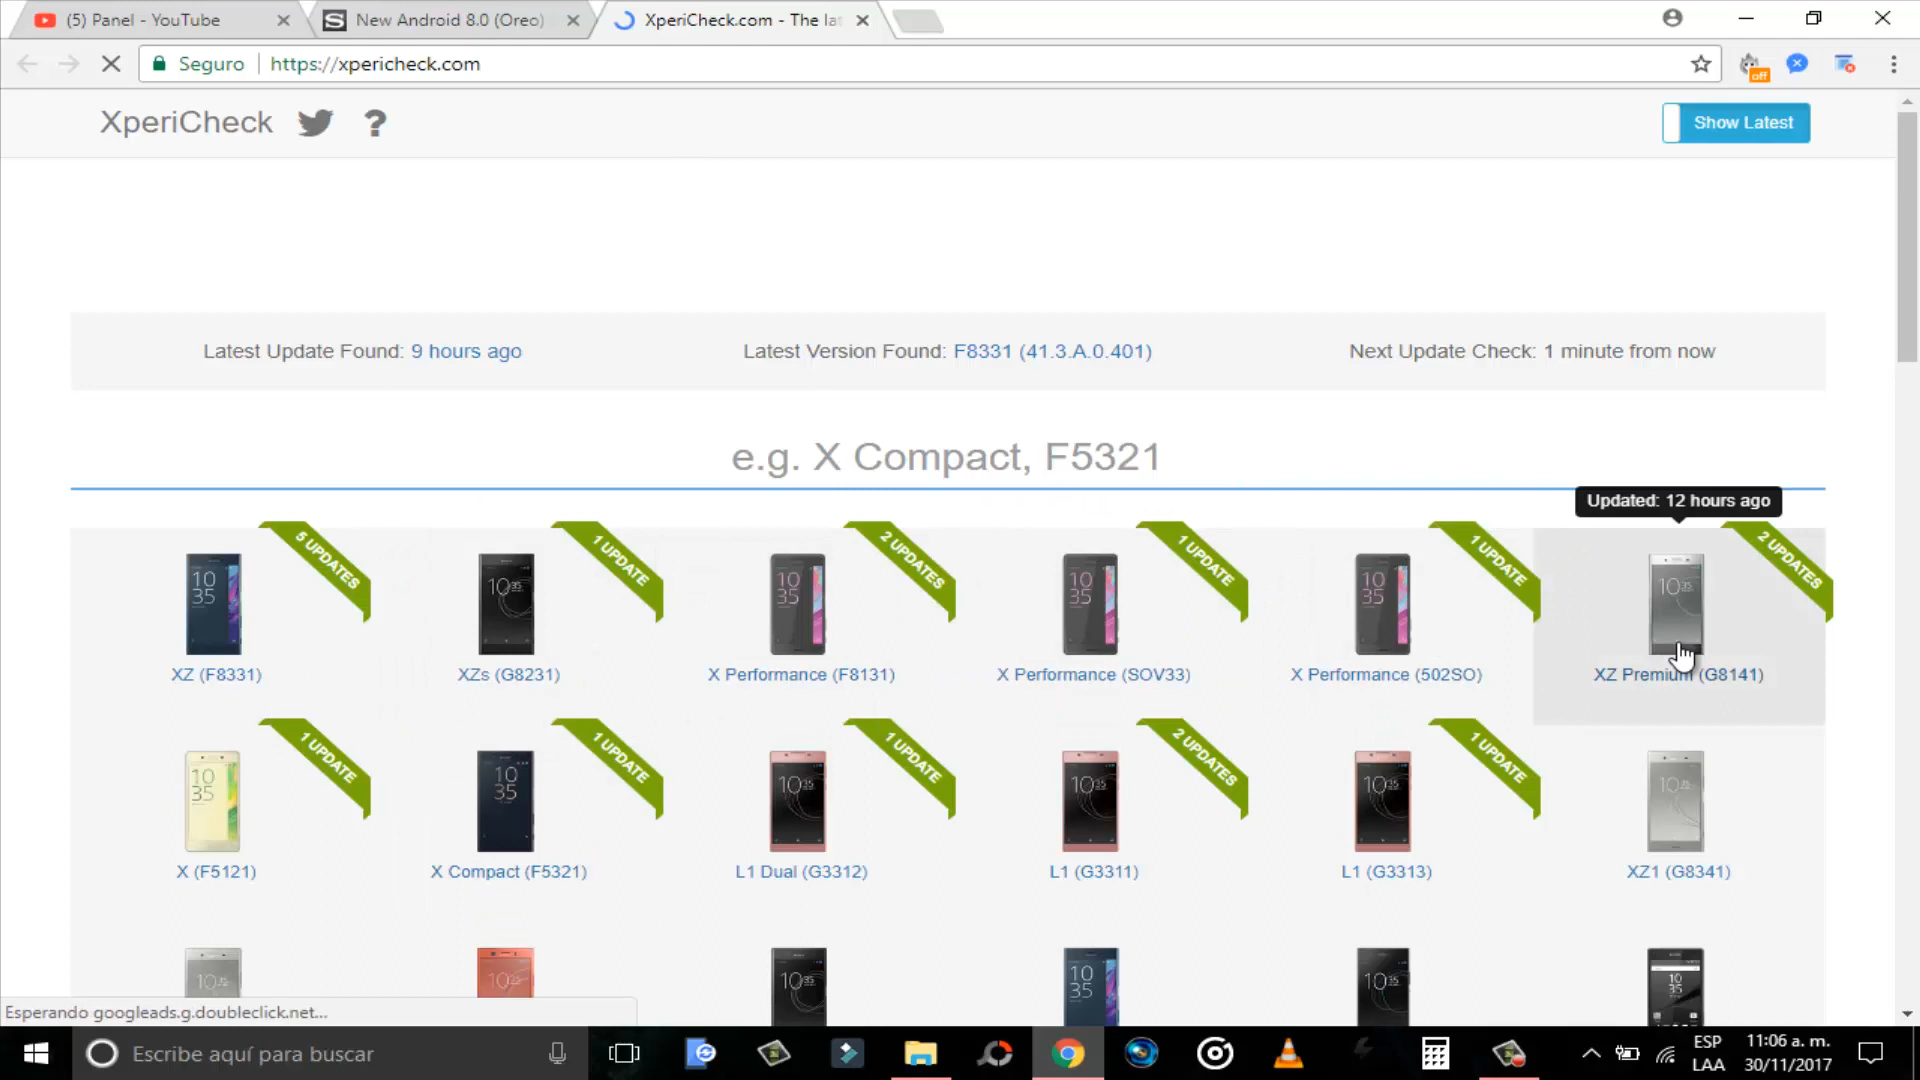 (5) Panel - YouTube
New Android 8.0 (Oreo)
XperiCheck.com - The la
Seguro
https://xpericheck.com
off
XperiCheck
?
Show Latest
Latest Update Found: 9 hours ago
Latest Version Found: F8331 (41.3.A.0.401)
Next Update Check: 1 minute from now
e.g. X Compact, F5321
Updated: 12 hours ago
5 UPDATES
1 UPDATE
2 UPDATES
1 UPDATE
1 UPDATE
2 UPDATES
XZ (F8331)
XZs (G8231)
X Performance (F8131)
X Performance (SOV33)
X Performance (502SO)
XZ Premium (G8141)
1 UPDATE
1 UPDATE
1 UPDATE
2 UPDATES
1 UPDATE
X (F5121)
X Compact (F5321)
L1 Dual (G3312)
L1 (G3311)
L1 (G3313)
XZ1 (G8341)
Esperando googleads.g.doubleclick.net...
Escribe aquí para buscar
ESP
LAA
11:06 a. m.
30/11/2017